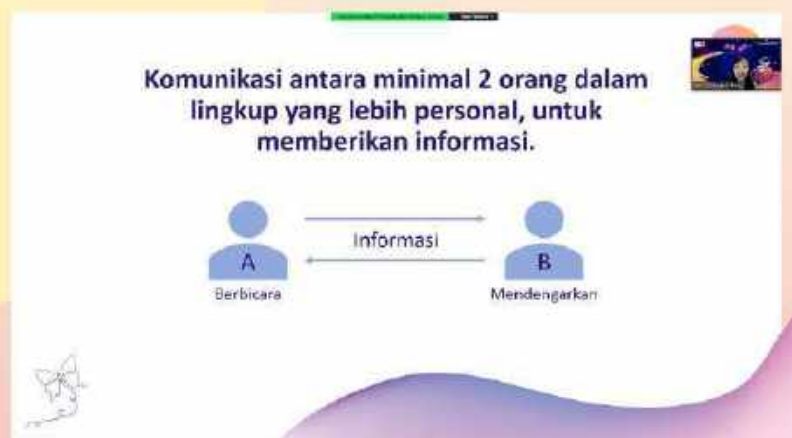 Komunikasi antara minimal 2 orang dalam
lingkup yang lebih personal, untuk
memberikan informasi.
Informasi
A
B
Berbicara
Mendengarkan